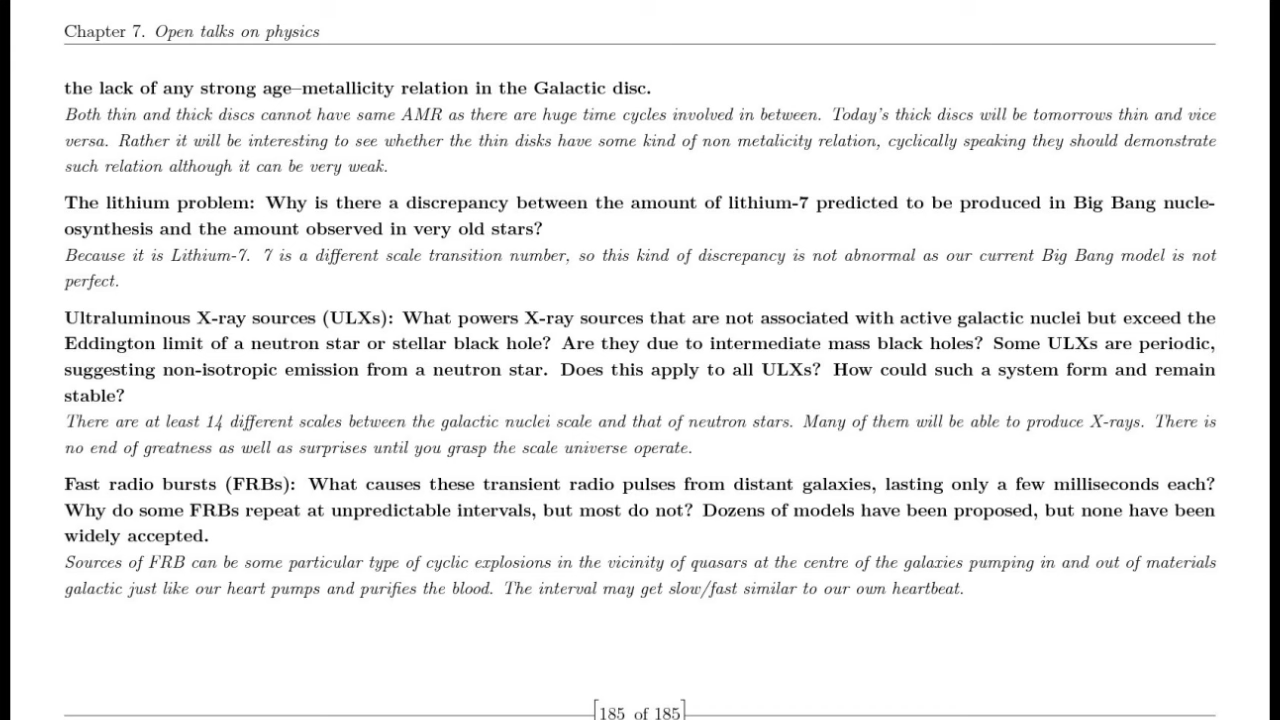 Chapter 7. Open talks on physics
the lack of any strong age–metallicity relation in the Galactic disc.
Both thin and thick discs cannot have same AMR as there are huge time cycles involved in between. Today's thick discs will be tomorrows thin and vice
versa. Rather it will be interesting to see whether the thin disks have some kind of non metalicity relation, cyclically speaking they should demonstrate
such relation although it can be very weak.
The lithium problem: Why is there a discrepancy between the amount of lithium-7 predicted to be produced in Big Bang nucle-
osynthesis and the amount observed in very old stars?
Because it is Lithium-7. 7 is a different scale transition number, so this kind of discrepancy is not abnormal as our current Big Bang model is not
perfect.
Ultraluminous X-ray sources (ULXs): What powers X-ray sources that are not associated with active galactic nuclei but exceed the
Eddington limit of a neutron star or stellar black hole? Are they due to intermediate mass black holes? Some ULXs are periodic,
suggesting non-isotropic emission from a neutron star. Does this apply to all ULXs? How could such a system form and remain
stable?
There are at least 14 different scales between the galactic nuclei scale and that of neutron stars. Many of them will be able to produce X-rays. There is
no end of greatness as well as surprises until you grasp the scale universe operate.
Fast radio bursts (FRBs): What causes these transient radio pulses from distant galaxies, lasting only a few milliseconds each?
Why do some FRBs repeat at unpredictable intervals, but most do not? Dozens of models have been proposed, but none have been
widely accepted.
Sources of FRB can be some particular type of cyclic explosions in the vicinity of quasars at the centre of the galaxies pumping in and out of materials
galactic just like our heart pumps and purifies the blood. The interval may get slow/fast similar to our own heartbeat.
[185 of 185]